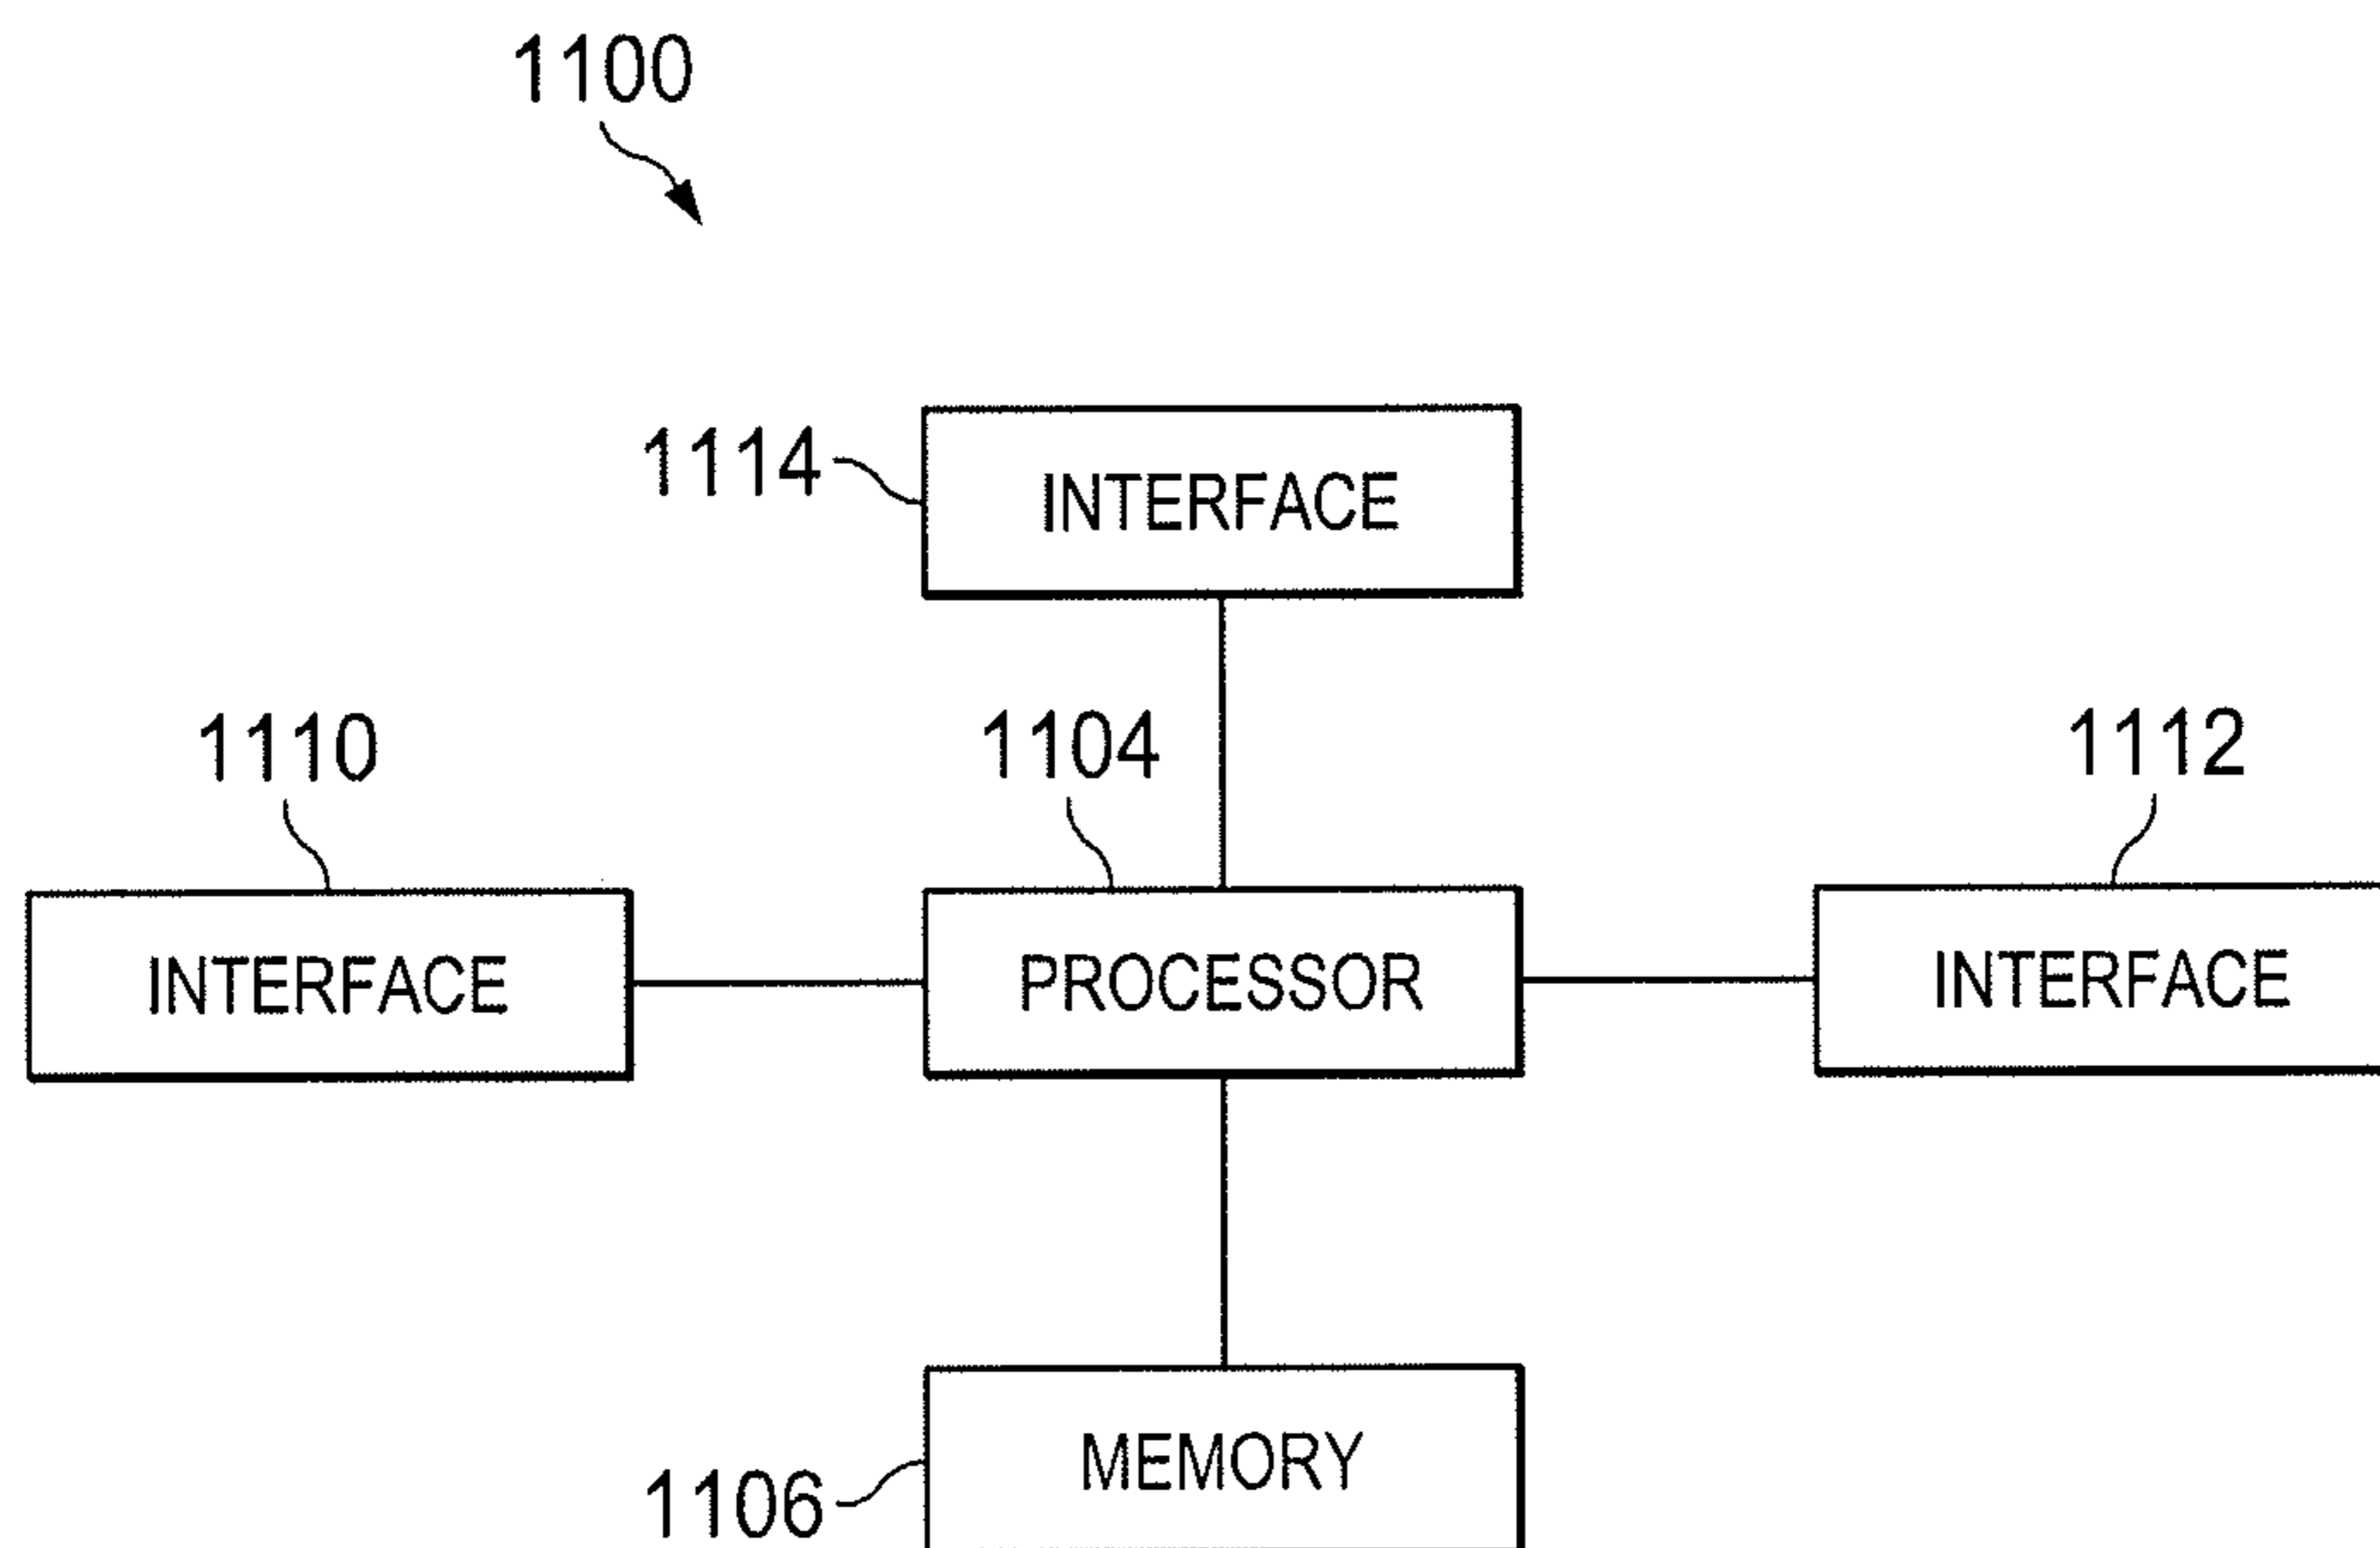 1100
1114
INTERFACE
1110
1104
1112
INTERFACE
PROCESSOR
INTERFACE
MEMORY
1106